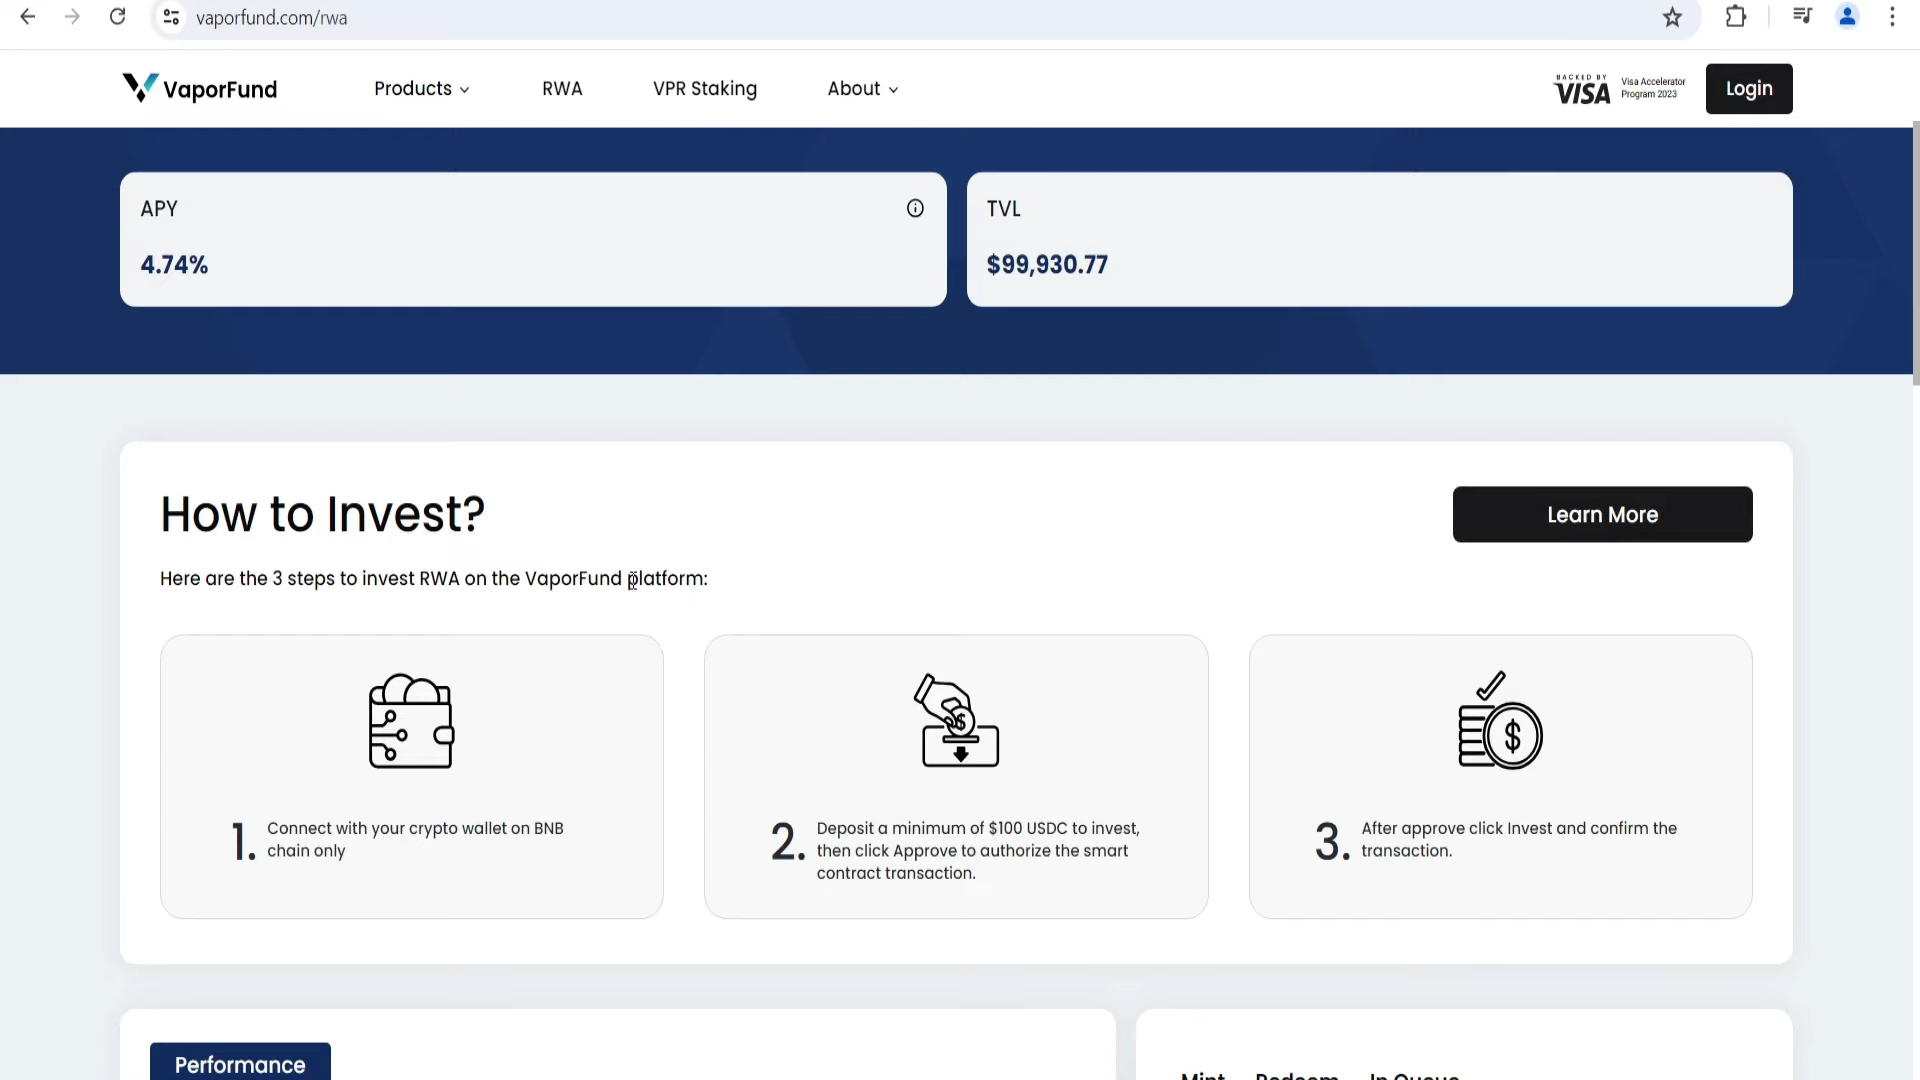 vaporfund.com/rwa
VaporFund
Products
RWA
VPR Staking
About
BACKED BY
VISA
Visa Accelerator
Program 2023
Login
APY
4.74%
TVL
$99,930.77
How to Invest?
Learn More
Here are the 3 steps to invest RWA on the VaporFund platform:
1.
Connect with your crypto wallet on BNB
chain only
2.
Deposit a minimum of $100 USDC to invest,
then click Approve to authorize the smart
contract transaction.
3.
After approve click Invest and confirm the
transaction.
Performance
Mint Redeem In Queue